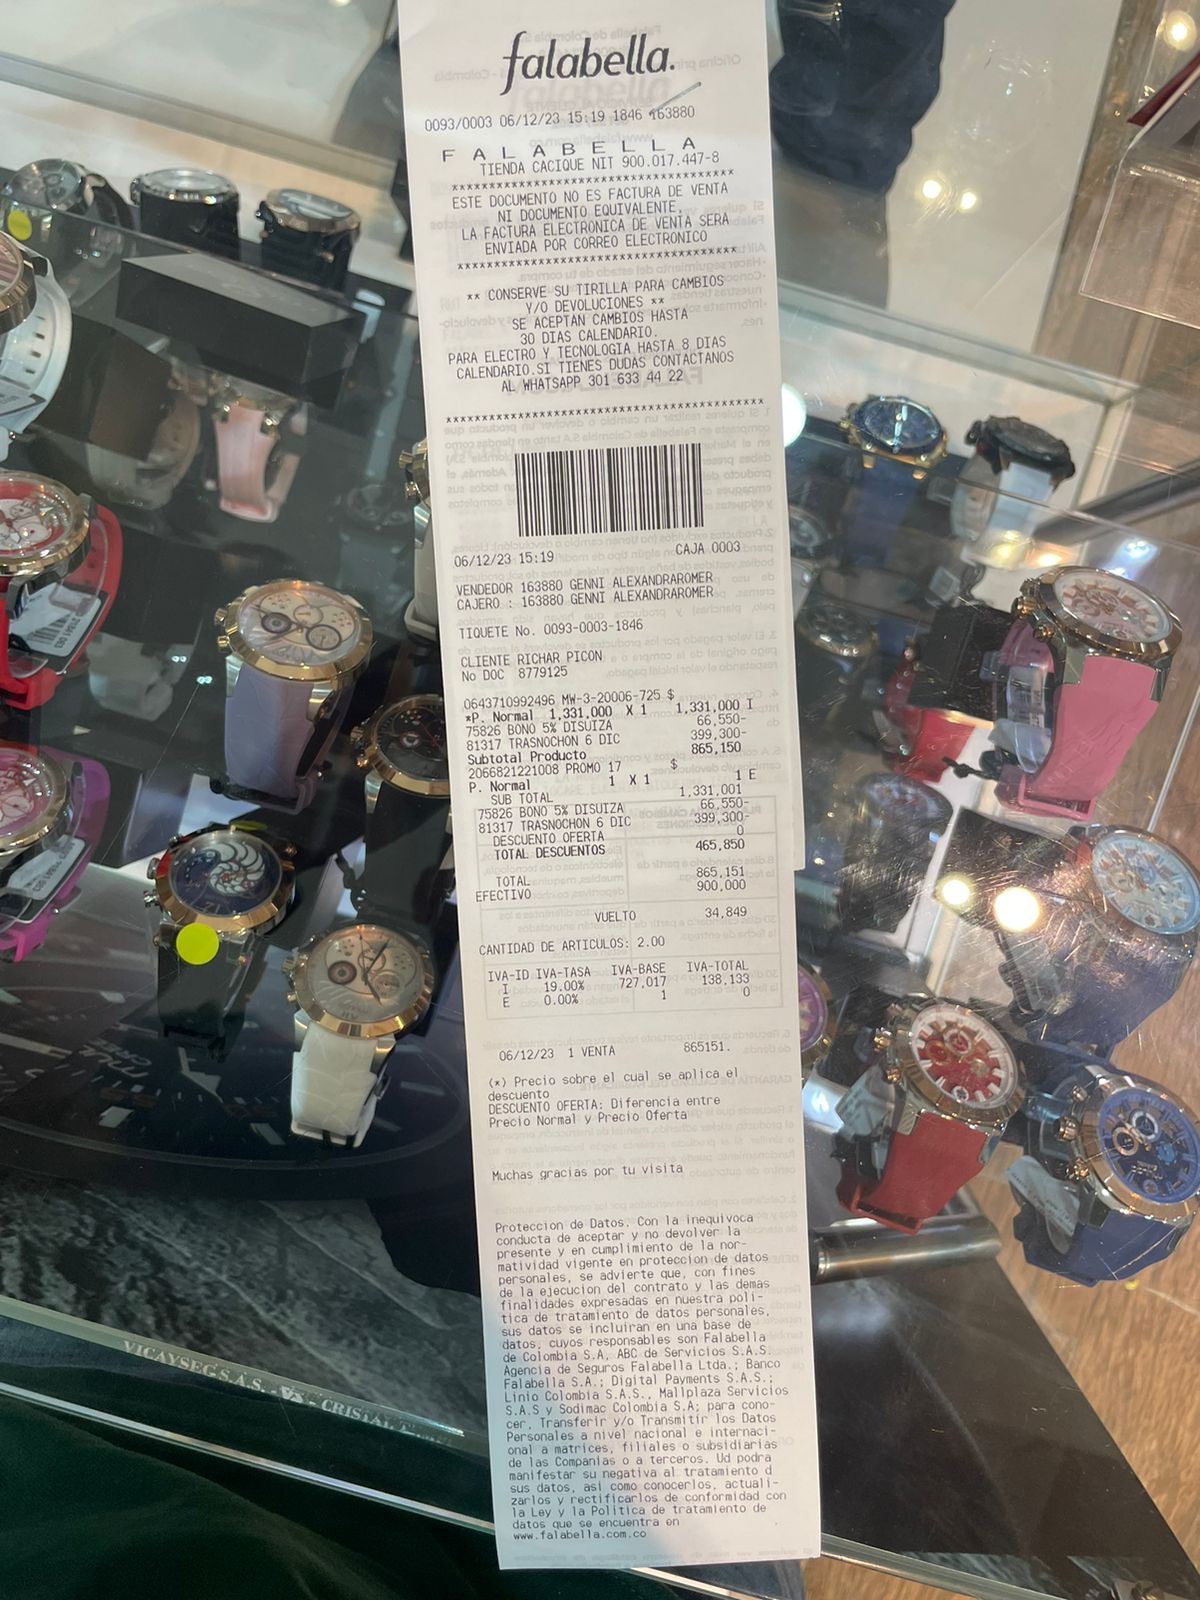 falabella.
0093/0003 06/12/23 15:19 1846 163880
F A L A B E L L A
TIENDA CACIQUE NIT 900.017.447-8
ESTE DOCUMENTO NO ES FACTURA DE VENTA
NI DOCUMENTO EQUIVALENTE,
LA FACTURA ELECTRONICA DE VENTA SERA
ENVIADA POR CORREO ELECTRONICO
** CONSERVE SU TIRILLA PARA CAMBIOS
Y/O DEVOLUCIONES **
SE ACEPTAN CAMBIOS HASTA
30 DIAS CALENDARIO.
PARA ELECTRO Y TECNOLOGIA HASTA 8 DIAS
CALENDARIO.SI TIENES DUDAS CONTACTANOS
AL WHATSAPP 301 633 44 22
06/12/23 15:19 CAJA 0003
VENDEDOR 163880 GENNI ALEXANDRAROMER
CAJERO : 163880 GENNI ALEXANDRAROMER
TIQUETE No. 0093-0003-1846
CLIENTE RICHAR PICON
No DOC 8779125
0643710992496 MW-3-20006-725 $
*P. Normal 1,331,000 X 1 1,331,000 I
75826 BONO 5% DISUIZA 66,550-
81317 TRASNOCHON 6 DIC 399,300-
Subtotal Producto 865,150
2066821221008 PROMO 17 $
P. Normal 1 X 1 1 E
SUB TOTAL 1,331,001
75826 BONO 5% DISUIZA 66,550-
81317 TRASNOCHON 6 DIC 399,300-
DESCUENTO OFERTA 0
TOTAL DESCUENTOS 465,850
TOTAL 865,151
EFECTIVO 900,000
VUELTO 34,849
CANTIDAD DE ARTICULOS: 2.00
IVA-ID IVA-TASA IVA-BASE IVA-TOTAL
I 19.00% 727,017 138,133
E 0.00% 1 0
06/12/23 1 VENTA 865151.
(*) Precio sobre el cual se aplica el
descuento
DESCUENTO OFERTA: Diferencia entre
Precio Normal y Precio Oferta
Muchas gracias por tu visita
Proteccion de Datos. Con la inequivoca
conducta de aceptar y no devolver la
presente y en cumplimiento de la nor-
matividad vigente en proteccion de datos
personales, se advierte que, con fines
de la ejecucion del contrato y las demas
finalidades expresadas en nuestra poli-
tica de tratamiento de datos personales,
sus datos se incluiran en una base de
datos, cuyos responsables son Falabella
de Colombia S.A, ABC de Servicios S.A.S.
Agencia de Seguros Falabella Ltda.; Banco
Falabella S.A.; Digital Payments S.A.S.;
Linio Colombia S.A.S., Mallplaza Servicios
S.A.S y Sodimac Colombia S.A; para cono-
cer, Transferir y/o Transmitir los Datos
Personales a nivel nacional e internaci-
onal a matrices, filiales o subsidiarias
de las Companias o a terceros. Ud podra
manifestar su negativa al tratamiento d
sus datos, asi como conocerlos, actuali-
zarlos y rectificarlos de conformidad con
la Ley y la Politica de tratamiento de
datos que se encuentra en
www.falabella.com.co
VICAYSEG S.A.S.